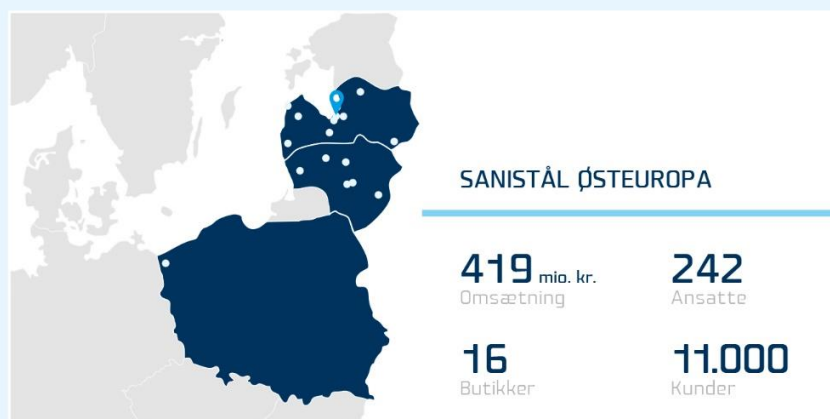 SANISTÅL ØSTEUROPA
419 mio. kr.
Omsætning
242
Ansatte
16
Butikker
11.000
Kunder